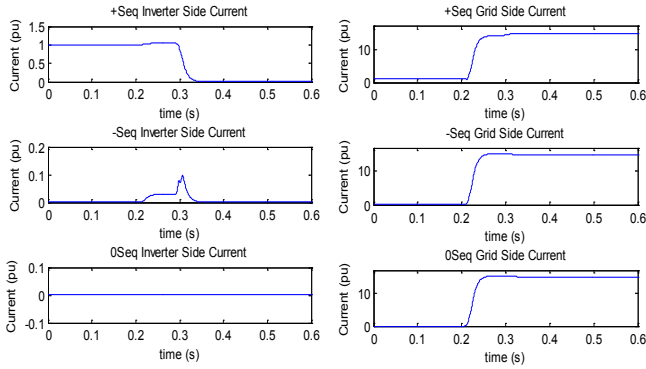 +Seq Inverter Side Current
Current (pu)
1.5
1
0.5
0
0 0.1 0.2 0.3 0.4 0.5 0.6
time (s)
+Seq Grid Side Current
Current (pu)
10
0
0 0.1 0.2 0.3 0.4 0.5 0.6
time (s)
-Seq Inverter Side Current
Current (pu)
0.2
0.1
0
0 0.1 0.2 0.3 0.4 0.5 0.6
time (s)
-Seq Grid Side Current
Current (pu)
10
0
0 0.1 0.2 0.3 0.4 0.5 0.6
time (s)
0Seq Inverter Side Current
Current (pu)
0.1
0
-0.1
0 0.1 0.2 0.3 0.4 0.5 0.6
time (s)
0Seq Grid Side Current
Current (pu)
10
0
0 0.1 0.2 0.3 0.4 0.5 0.6
time (s)